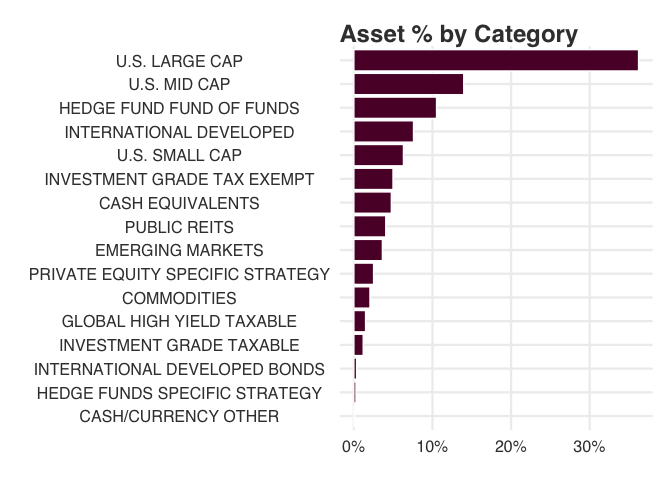 Asset % by Category
U.S. LARGE CAP
U.S. MID CAP
HEDGE FUND FUND OF FUNDS
INTERNATIONAL DEVELOPED
U.S. SMALL CAP
INVESTMENT GRADE TAX EXEMPT
CASH EQUIVALENTS
PUBLIC REITS
EMERGING MARKETS
PRIVATE EQUITY SPECIFIC STRATEGY
COMMODITIES
GLOBAL HIGH YIELD TAXABLE
INVESTMENT GRADE TAXABLE
INTERNATIONAL DEVELOPED BONDS
HEDGE FUNDS SPECIFIC STRATEGY
CASH/CURRENCY OTHER
0% 10% 20% 30%